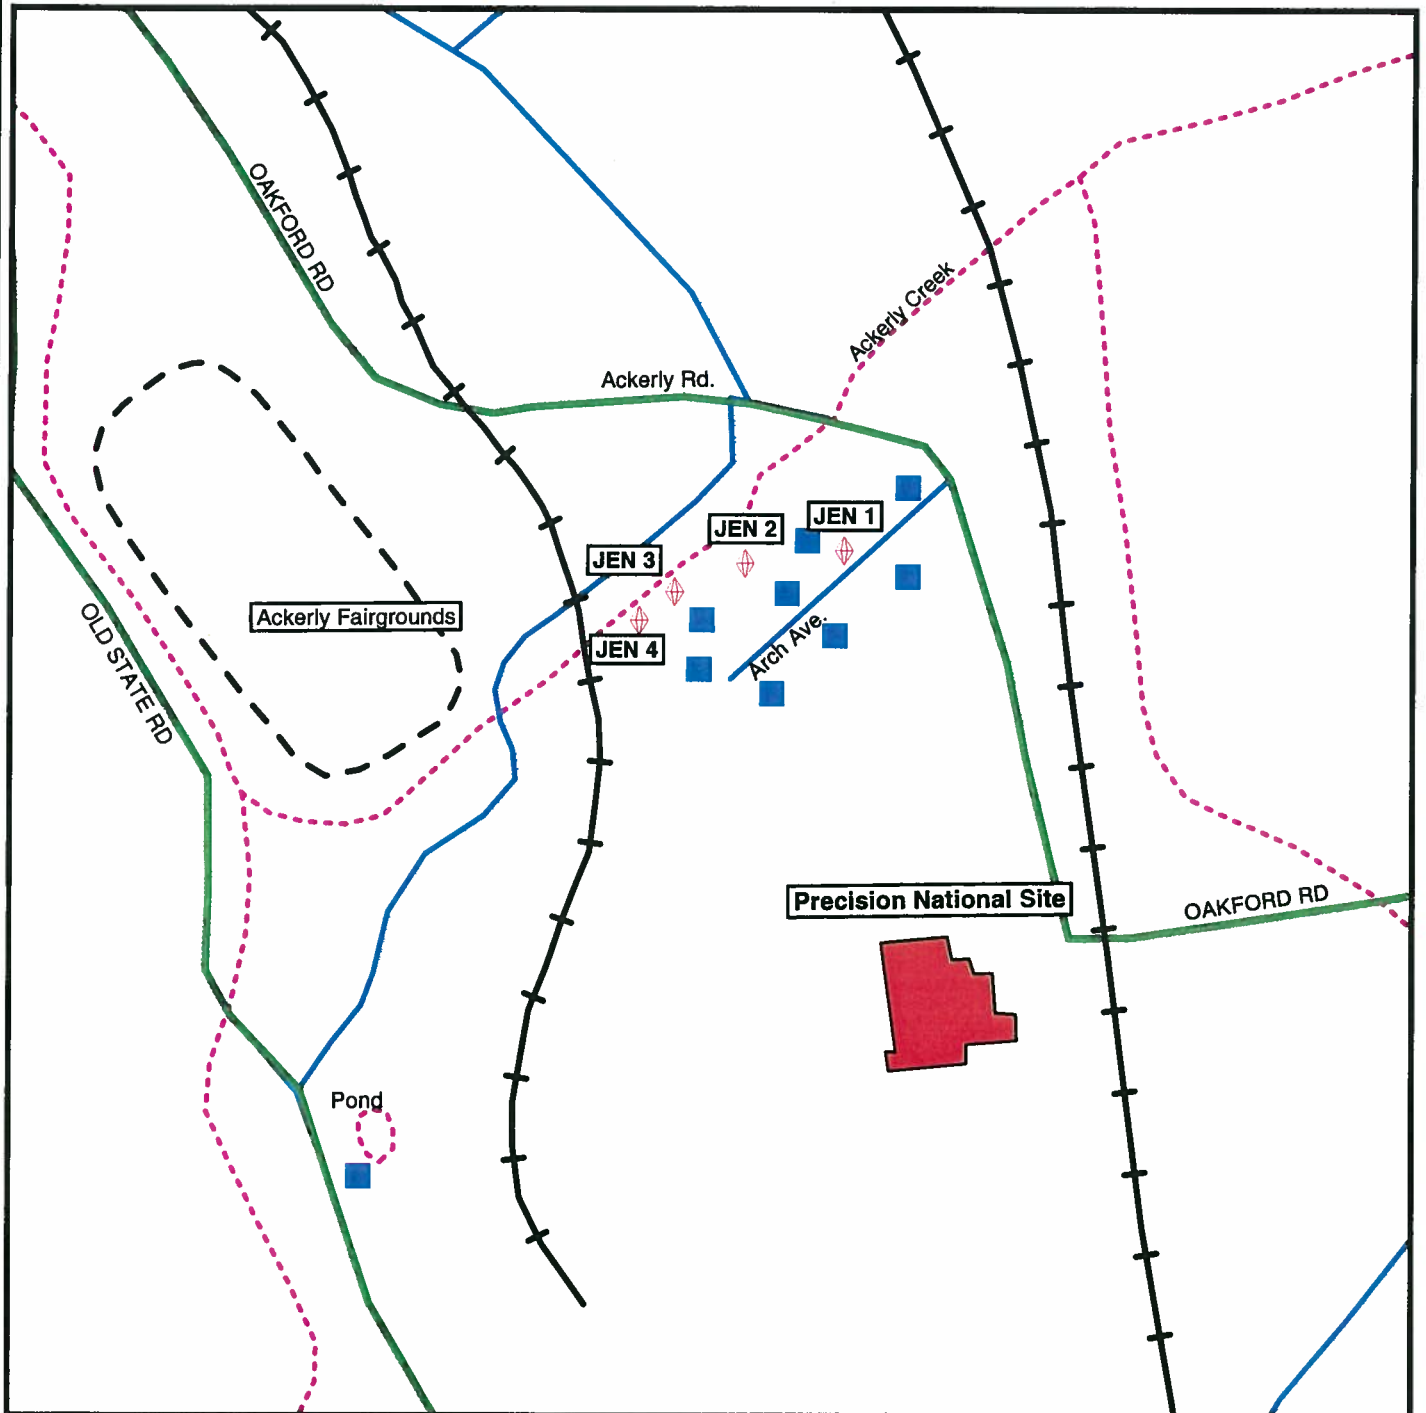 OAKFORD RD
Ackerly Creek
Ackerly Rd.
JEN 1
JEN 2
JEN 3
Ackerly Fairgrounds
OLD STATE RD
JEN 4
Arch Ave.
Precision National Site
OAKFORD RD
Pond